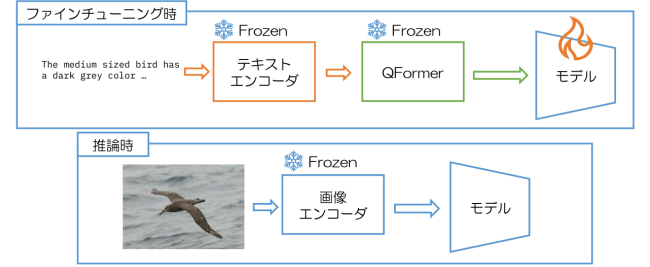 ファインチューニング時
Frozen
Frozen
The medium sized bird has
a dark grey color …
テキスト
エンコーダ
QFormer
モデル
推論時
Frozen
画像
エンコーダ
モデル